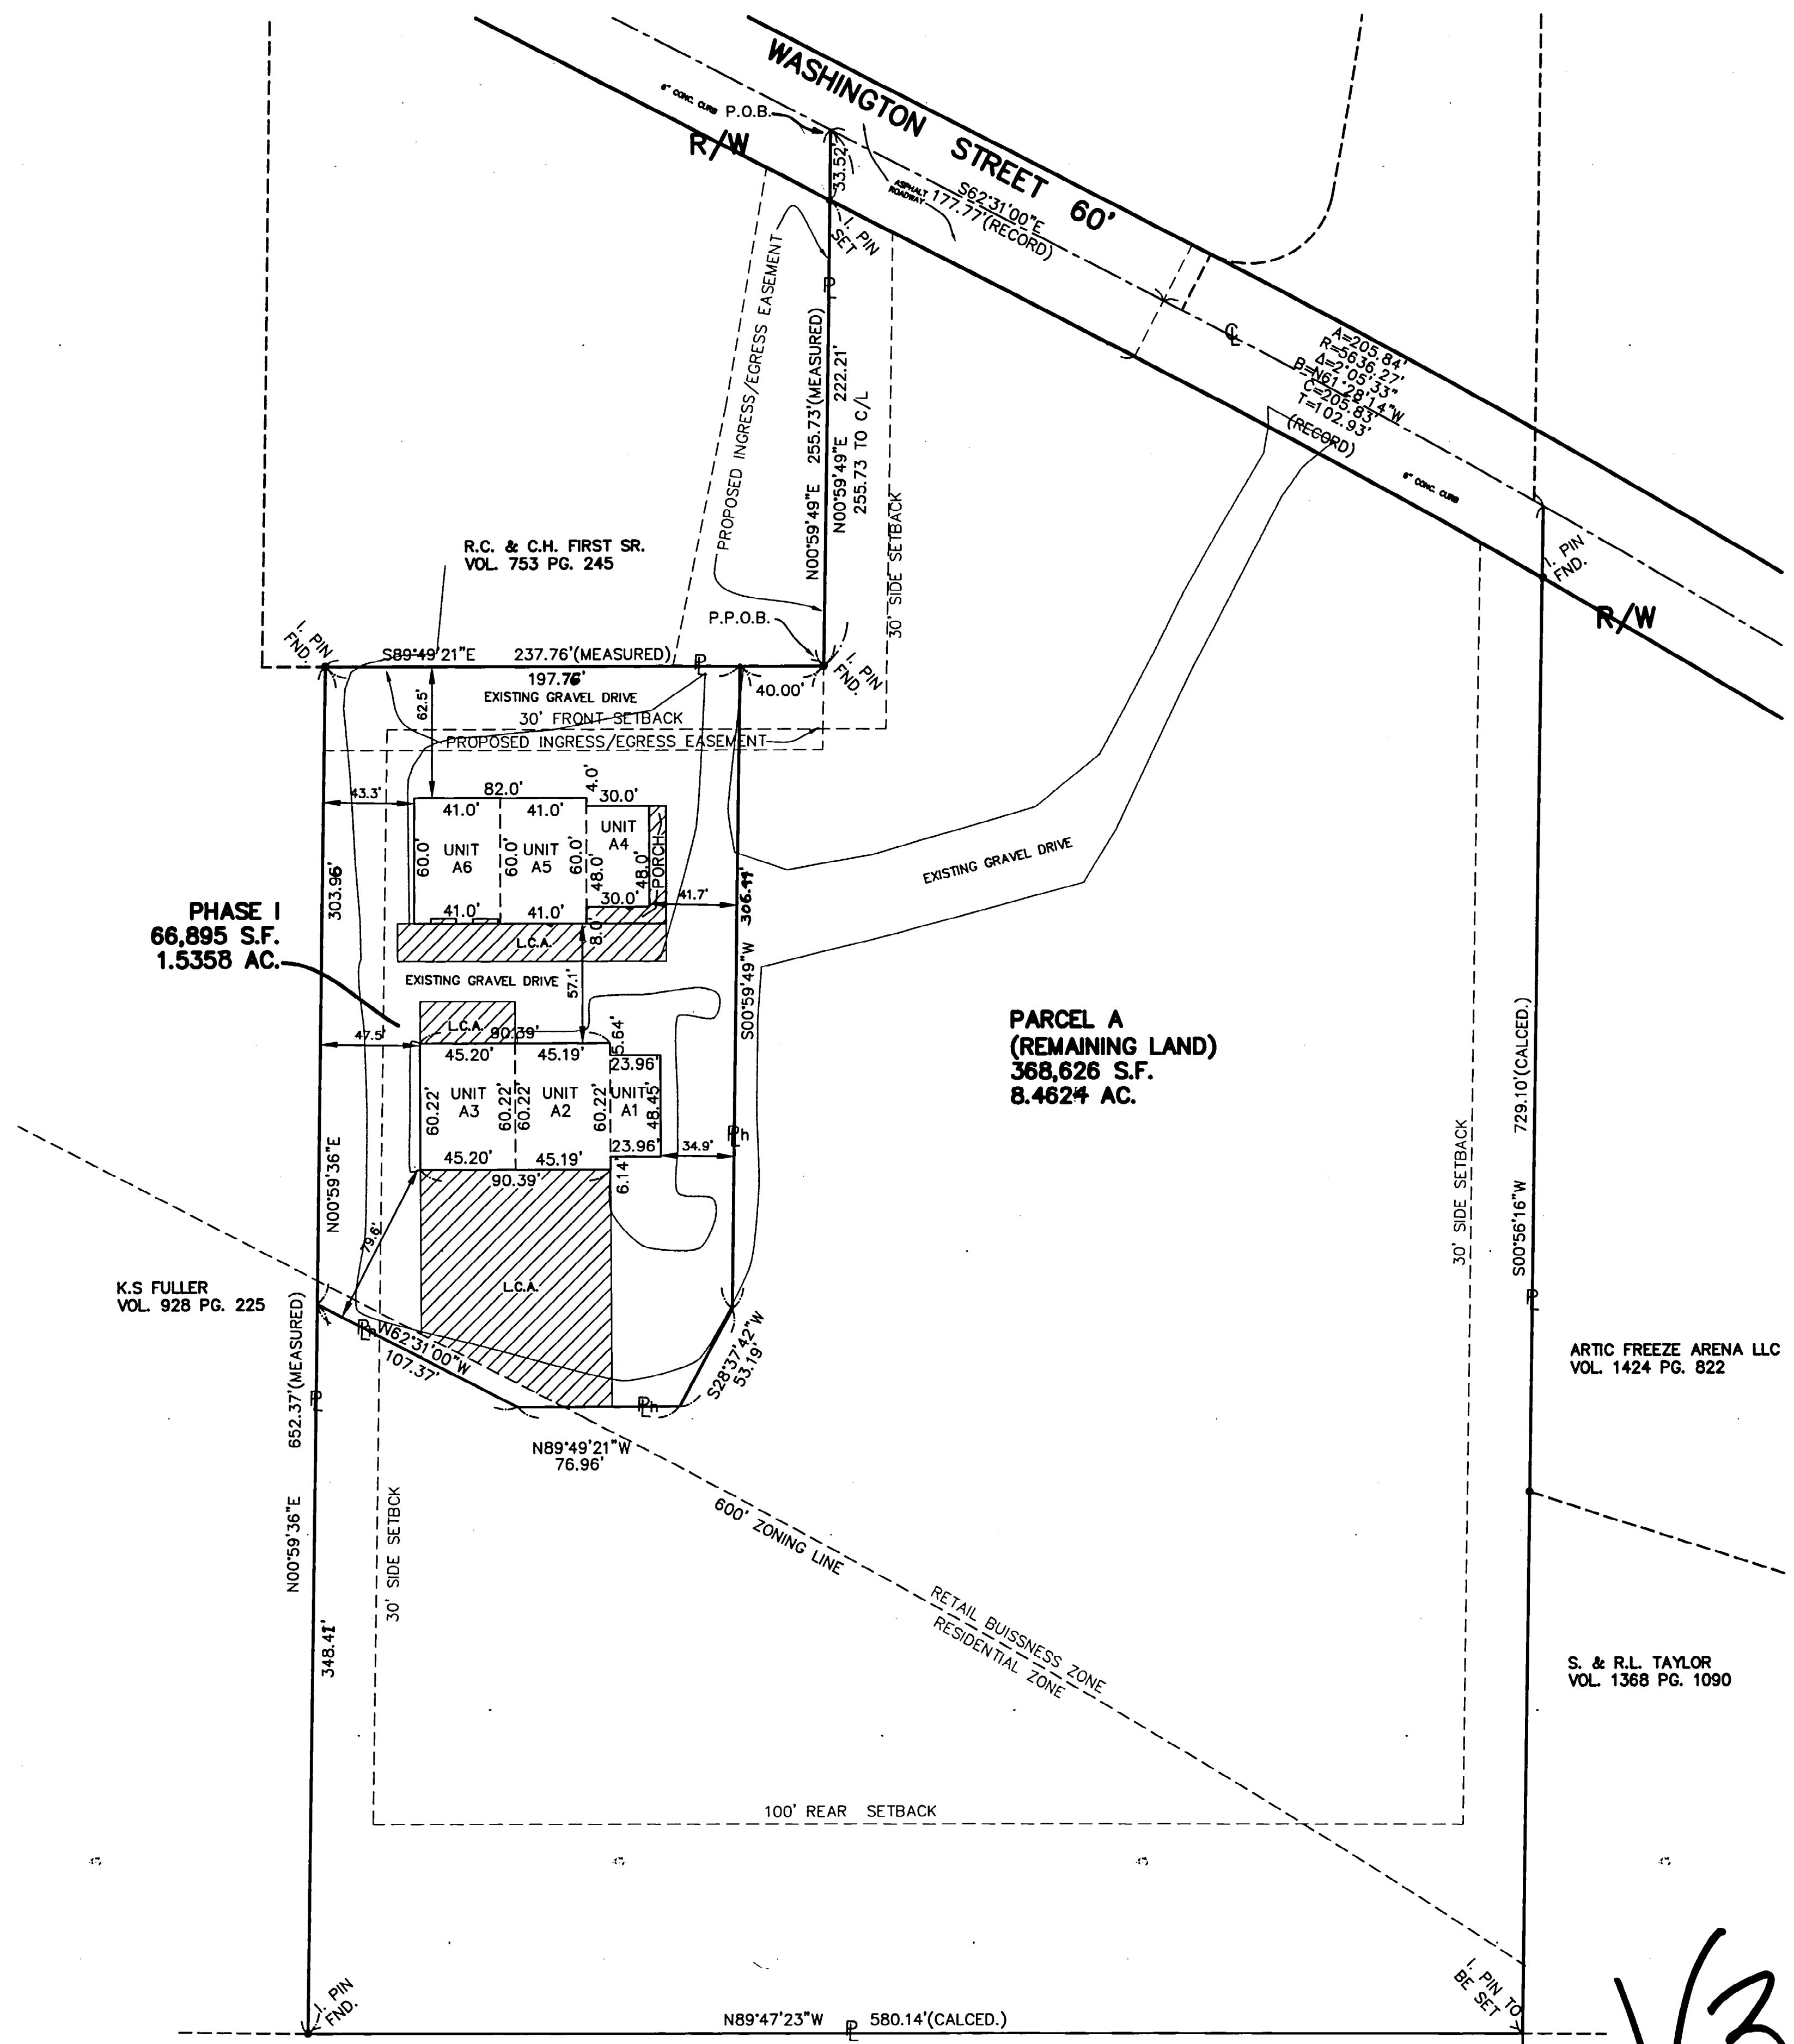 WASHINGTON STREET 60'
6" CONC. CURB
P.O.B.
R/W
33.52'
ASPHALT
ROADWAY
S62°31'00"E
177.77'(RECORD)
I. PIN
SET
PROPOSED INGRESS/EGRESS EASEMENT
N00°59'49"E 255.73'(MEASURED)
N00°59'49"E 222.21'
255.73 TO C/L
30' SIDE SETBACK
A=205.84'
R=5636.27'
Δ=2°05'33"
B=N61°28'14"W
C=205.83'
T=102.93'
(RECORD)
6" CONC. CURB
I. PIN
FND.
R/W
R.C. & C.H. FIRST SR.
VOL. 753 PG. 245
P.P.O.B.
I. PIN
FND.
S89°49'21"E 237.76'(MEASURED)
197.76'
40.00'
I. PIN
FND.
EXISTING GRAVEL DRIVE
62.5'
30' FRONT SETBACK
PROPOSED INGRESS/EGRESS EASEMENT
43.3'
82.0'
4.0'
30.0'
41.0'
41.0'
UNIT
A4
60.0'
UNIT
A6
60.0'
UNIT
A5
60.0'
48.0'
48.0'
PORCH
41.0'
41.0'
30.0'
41.7'
8.0'
L.C.A.
303.96'
EXISTING GRAVEL DRIVE
PHASE I
66,895 S.F.
1.5358 AC.
EXISTING GRAVEL DRIVE
57.1'
S00°59'49"W
L.C.A.
90.39'
5.64'
47.5'
45.20'
45.19'
23.96'
60.22'
UNIT
A3
60.22'
60.22'
UNIT
A2
60.22'
UNIT
A1
48.45'
45.20'
45.19'
23.96'
34.9'
90.39'
6.14'
PARCEL A
(REMAINING LAND)
368,626 S.F.
8.4624 AC.
729.10'(CALCED.)
S00°56'16"W
30' SIDE SETBACK
N00°59'36"E
79.6'
L.C.A.
K.S FULLER
VOL. 928 PG. 225
W62°31'00"W
107.37'
S28°37'42"W
53.19'
N89°49'21"W
76.96'
652.37'(MEASURED)
N00°59'36"E
30' SIDE SETBCK
348.41'
600' ZONING LINE
RETAIL BUISSNESS ZONE
RESIDENTIAL ZONE
ARTIC FREEZE ARENA LLC
VOL. 1424 PG. 822
S. & R.L. TAYLOR
VOL. 1368 PG. 1090
100' REAR SETBACK
I. PIN
FND.
I. PIN TO
BE SET
N89°47'23"W 580.14'(CALCED.)